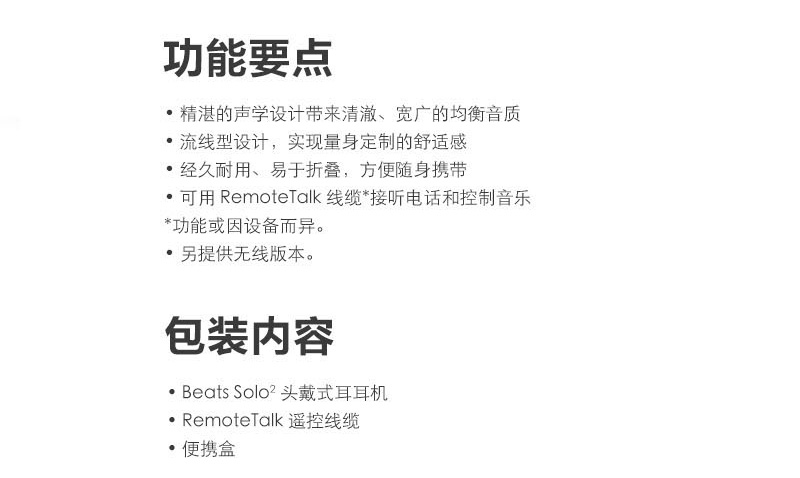 功能要点
• 精湛的声学设计带来清澈、宽广的均衡音质
• 流线型设计，实现量身定制的舒适感
• 经久耐用、易于折叠，方便随身携带
• 可用 RemoteTalk 线缆*接听电话和控制音乐
*功能或因设备而异。
• 另提供无线版本。
包装内容
• Beats Solo² 头戴式耳耳机
• RemoteTalk 遥控线缆
• 便携盒